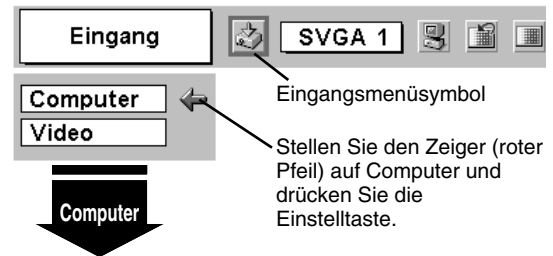 Eingang
SVGA 1
Eingangsmenüsymbol
Computer
Video
Stellen Sie den Zeiger (roter
Pfeil) auf Computer und
drücken Sie die
Einstelltaste.
Computer